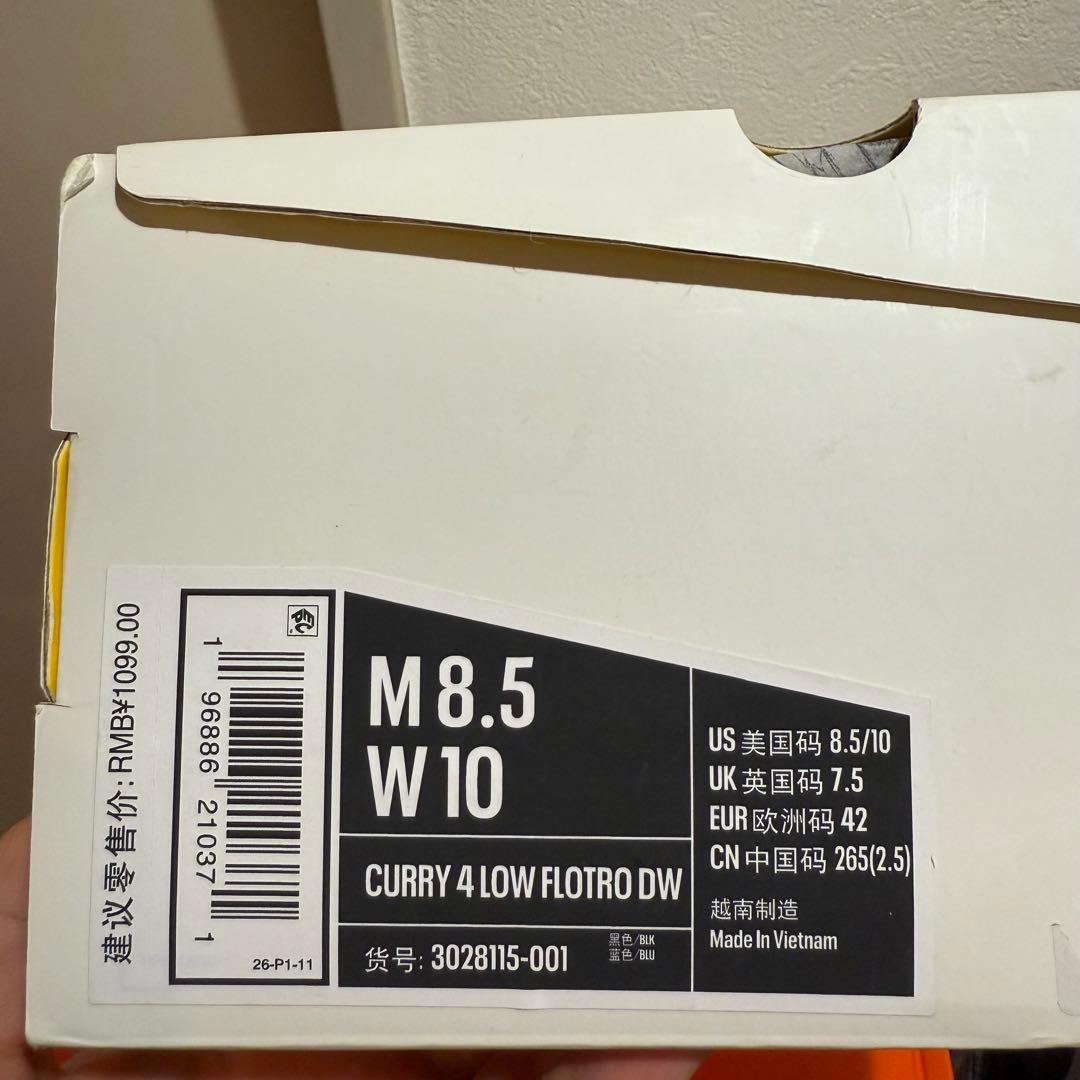 建议零售价: RMB¥1099.00
1 96886 21037 1
26-P1-11
M 8.5
W 10
CURRY 4 LOW FLOTRO DW
货号: 3028115-001
黑色/BLK
蓝色/BLU
US 美国码 8.5/10
UK 英国码 7.5
EUR 欧洲码 42
CN 中国码 265(2.5)
越南制造
Made In Vietnam